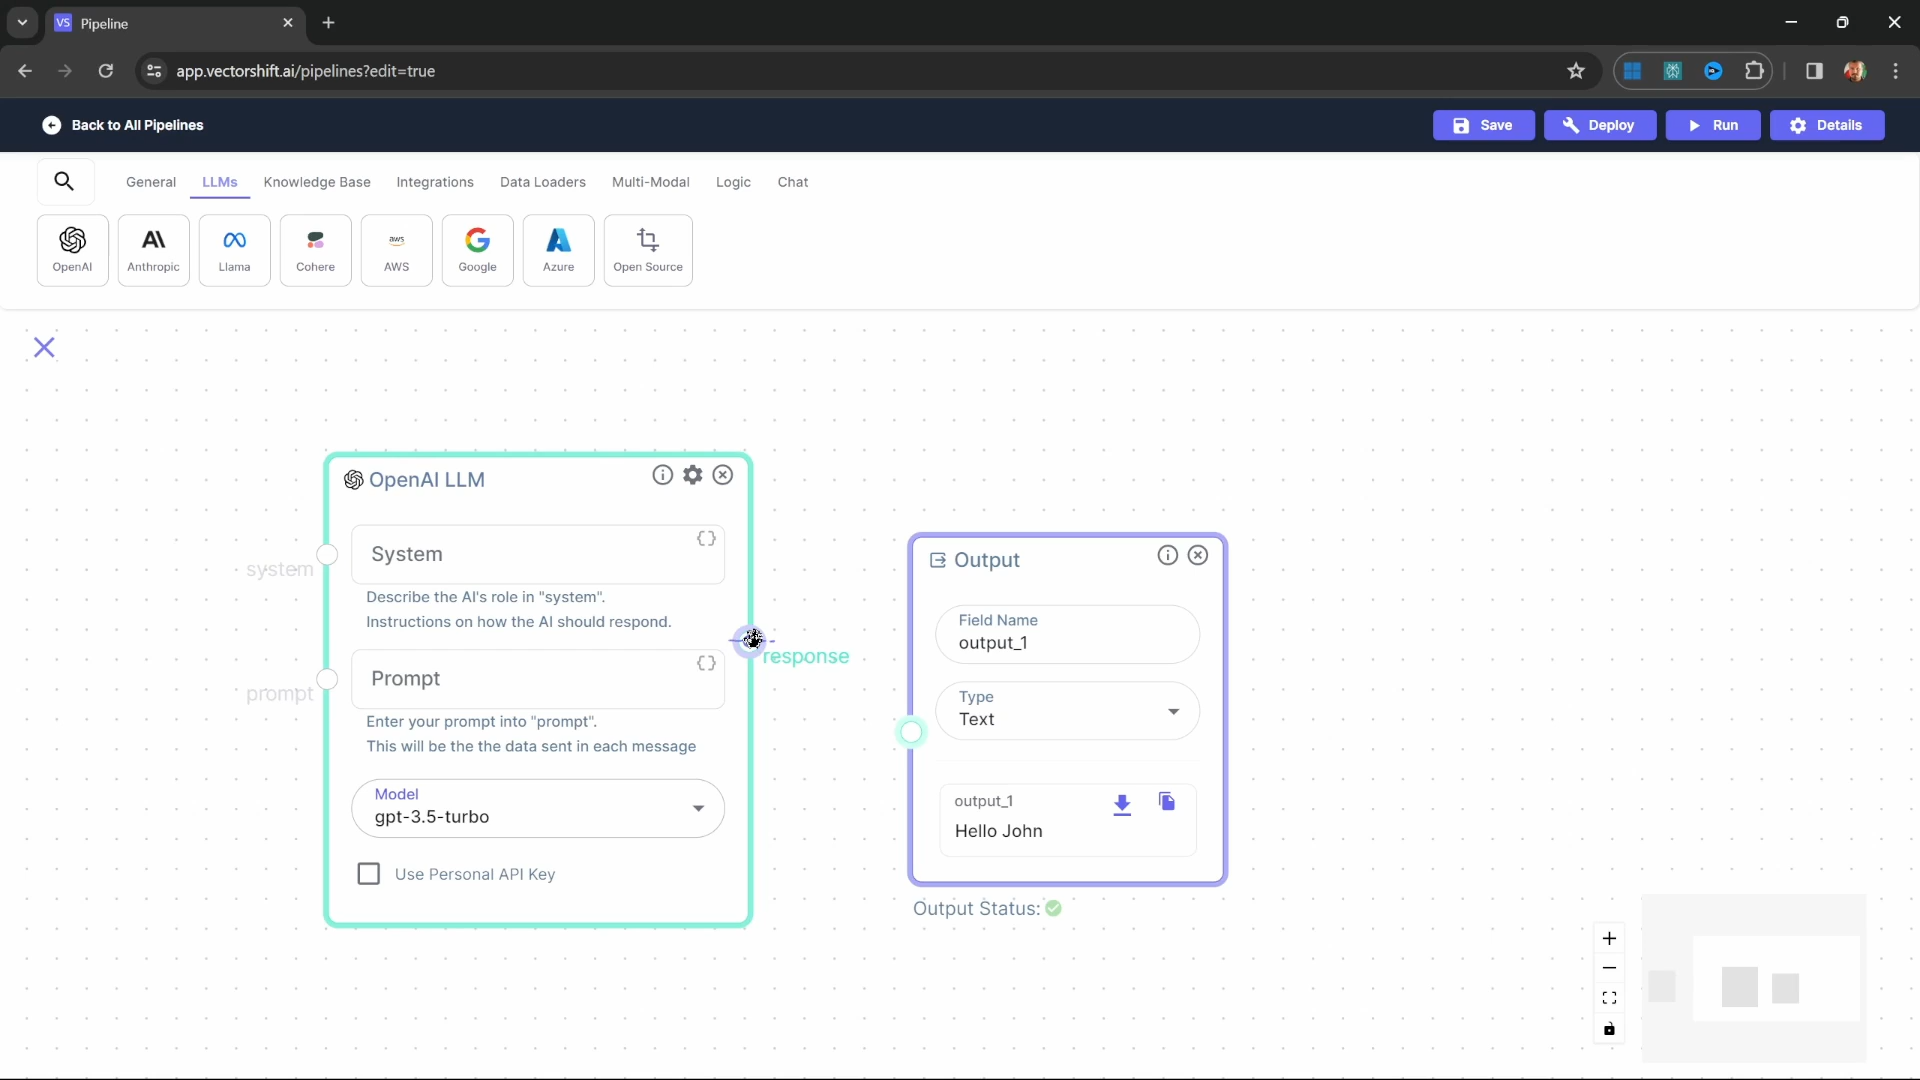 VS Pipeline
app.vectorshift.ai/pipelines?edit=true
Back to All Pipelines
Save
Deploy
Run
Details
General
LLMs
Knowledge Base
Integrations
Data Loaders
Multi-Modal
Logic
Chat
OpenAI
Anthropic
Llama
Cohere
aws
AWS
Google
Azure
Open Source
OpenAI LLM
system
System
Describe the AI's role in "system".
Instructions on how the AI should respond.
response
prompt
Prompt
Enter your prompt into "prompt".
This will be the the data sent in each message
Model
gpt-3.5-turbo
Use Personal API Key
Output
Field Name
output_1
Type
Text
output_1
Hello John
Output Status: